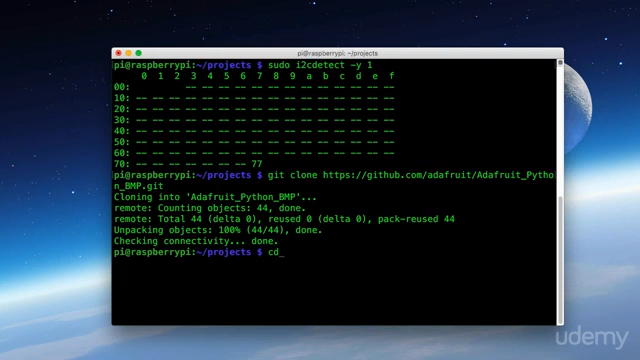 pi@raspberrypi: ~/projects
pi@raspberrypi:~/projects $ sudo i2cdetect -y 1
0 1 2 3 4 5 6 7 8 9 a b c d e f
00: -- -- -- -- -- -- -- -- -- -- -- -- --
10: -- -- -- -- -- -- -- -- -- -- -- -- -- -- -- --
20: -- -- -- -- -- -- -- -- -- -- -- -- -- -- -- --
30: -- -- -- -- -- -- -- -- -- -- -- -- -- -- -- --
40: -- -- -- -- -- -- -- -- -- -- -- -- -- -- -- --
50: -- -- -- -- -- -- -- -- -- -- -- -- -- -- -- --
60: -- -- -- -- -- -- -- -- -- -- -- -- -- -- -- --
70: -- -- -- -- -- -- -- 77
pi@raspberrypi:~/projects $ git clone https://github.com/adafruit/Adafruit_Pytho
n_BMP.git
Cloning into 'Adafruit_Python_BMP'...
remote: Counting objects: 44, done.
remote: Total 44 (delta 0), reused 0 (delta 0), pack-reused 44
Unpacking objects: 100% (44/44), done.
Checking connectivity... done.
pi@raspberrypi:~/projects $ cd_
udemy